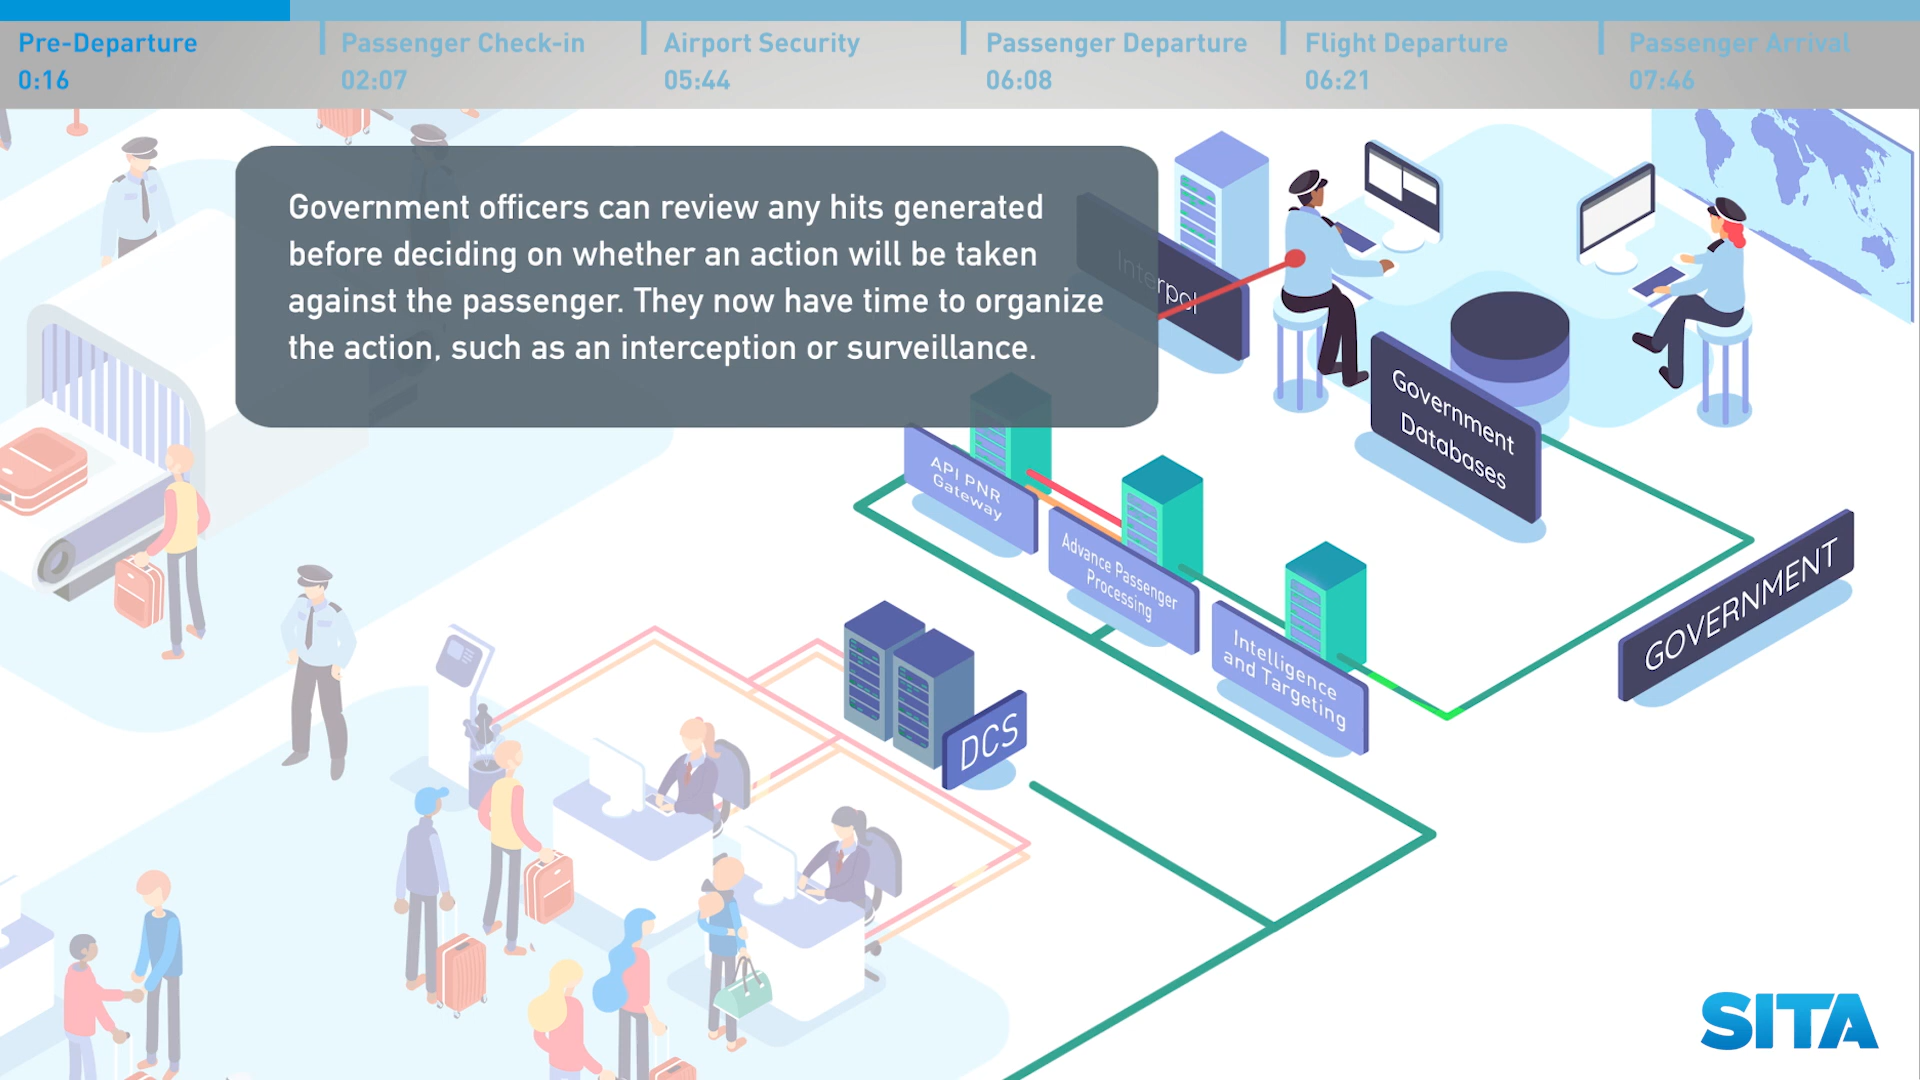 Pre-Departure
0:16
Passenger Check-in
02:07
Airport Security
05:44
Passenger Departure
06:08
Flight Departure
06:21
Passenger Arrival
07:46
Government officers can review any hits generated
before deciding on whether an action will be taken
against the passenger. They now have time to organize
the action, such as an interception or surveillance.
Interpol
Government
Databases
API PNR
Gateway
Advance Passenger
Processing
Intelligence
and Targeting
GOVERNMENT
DCS
SITA